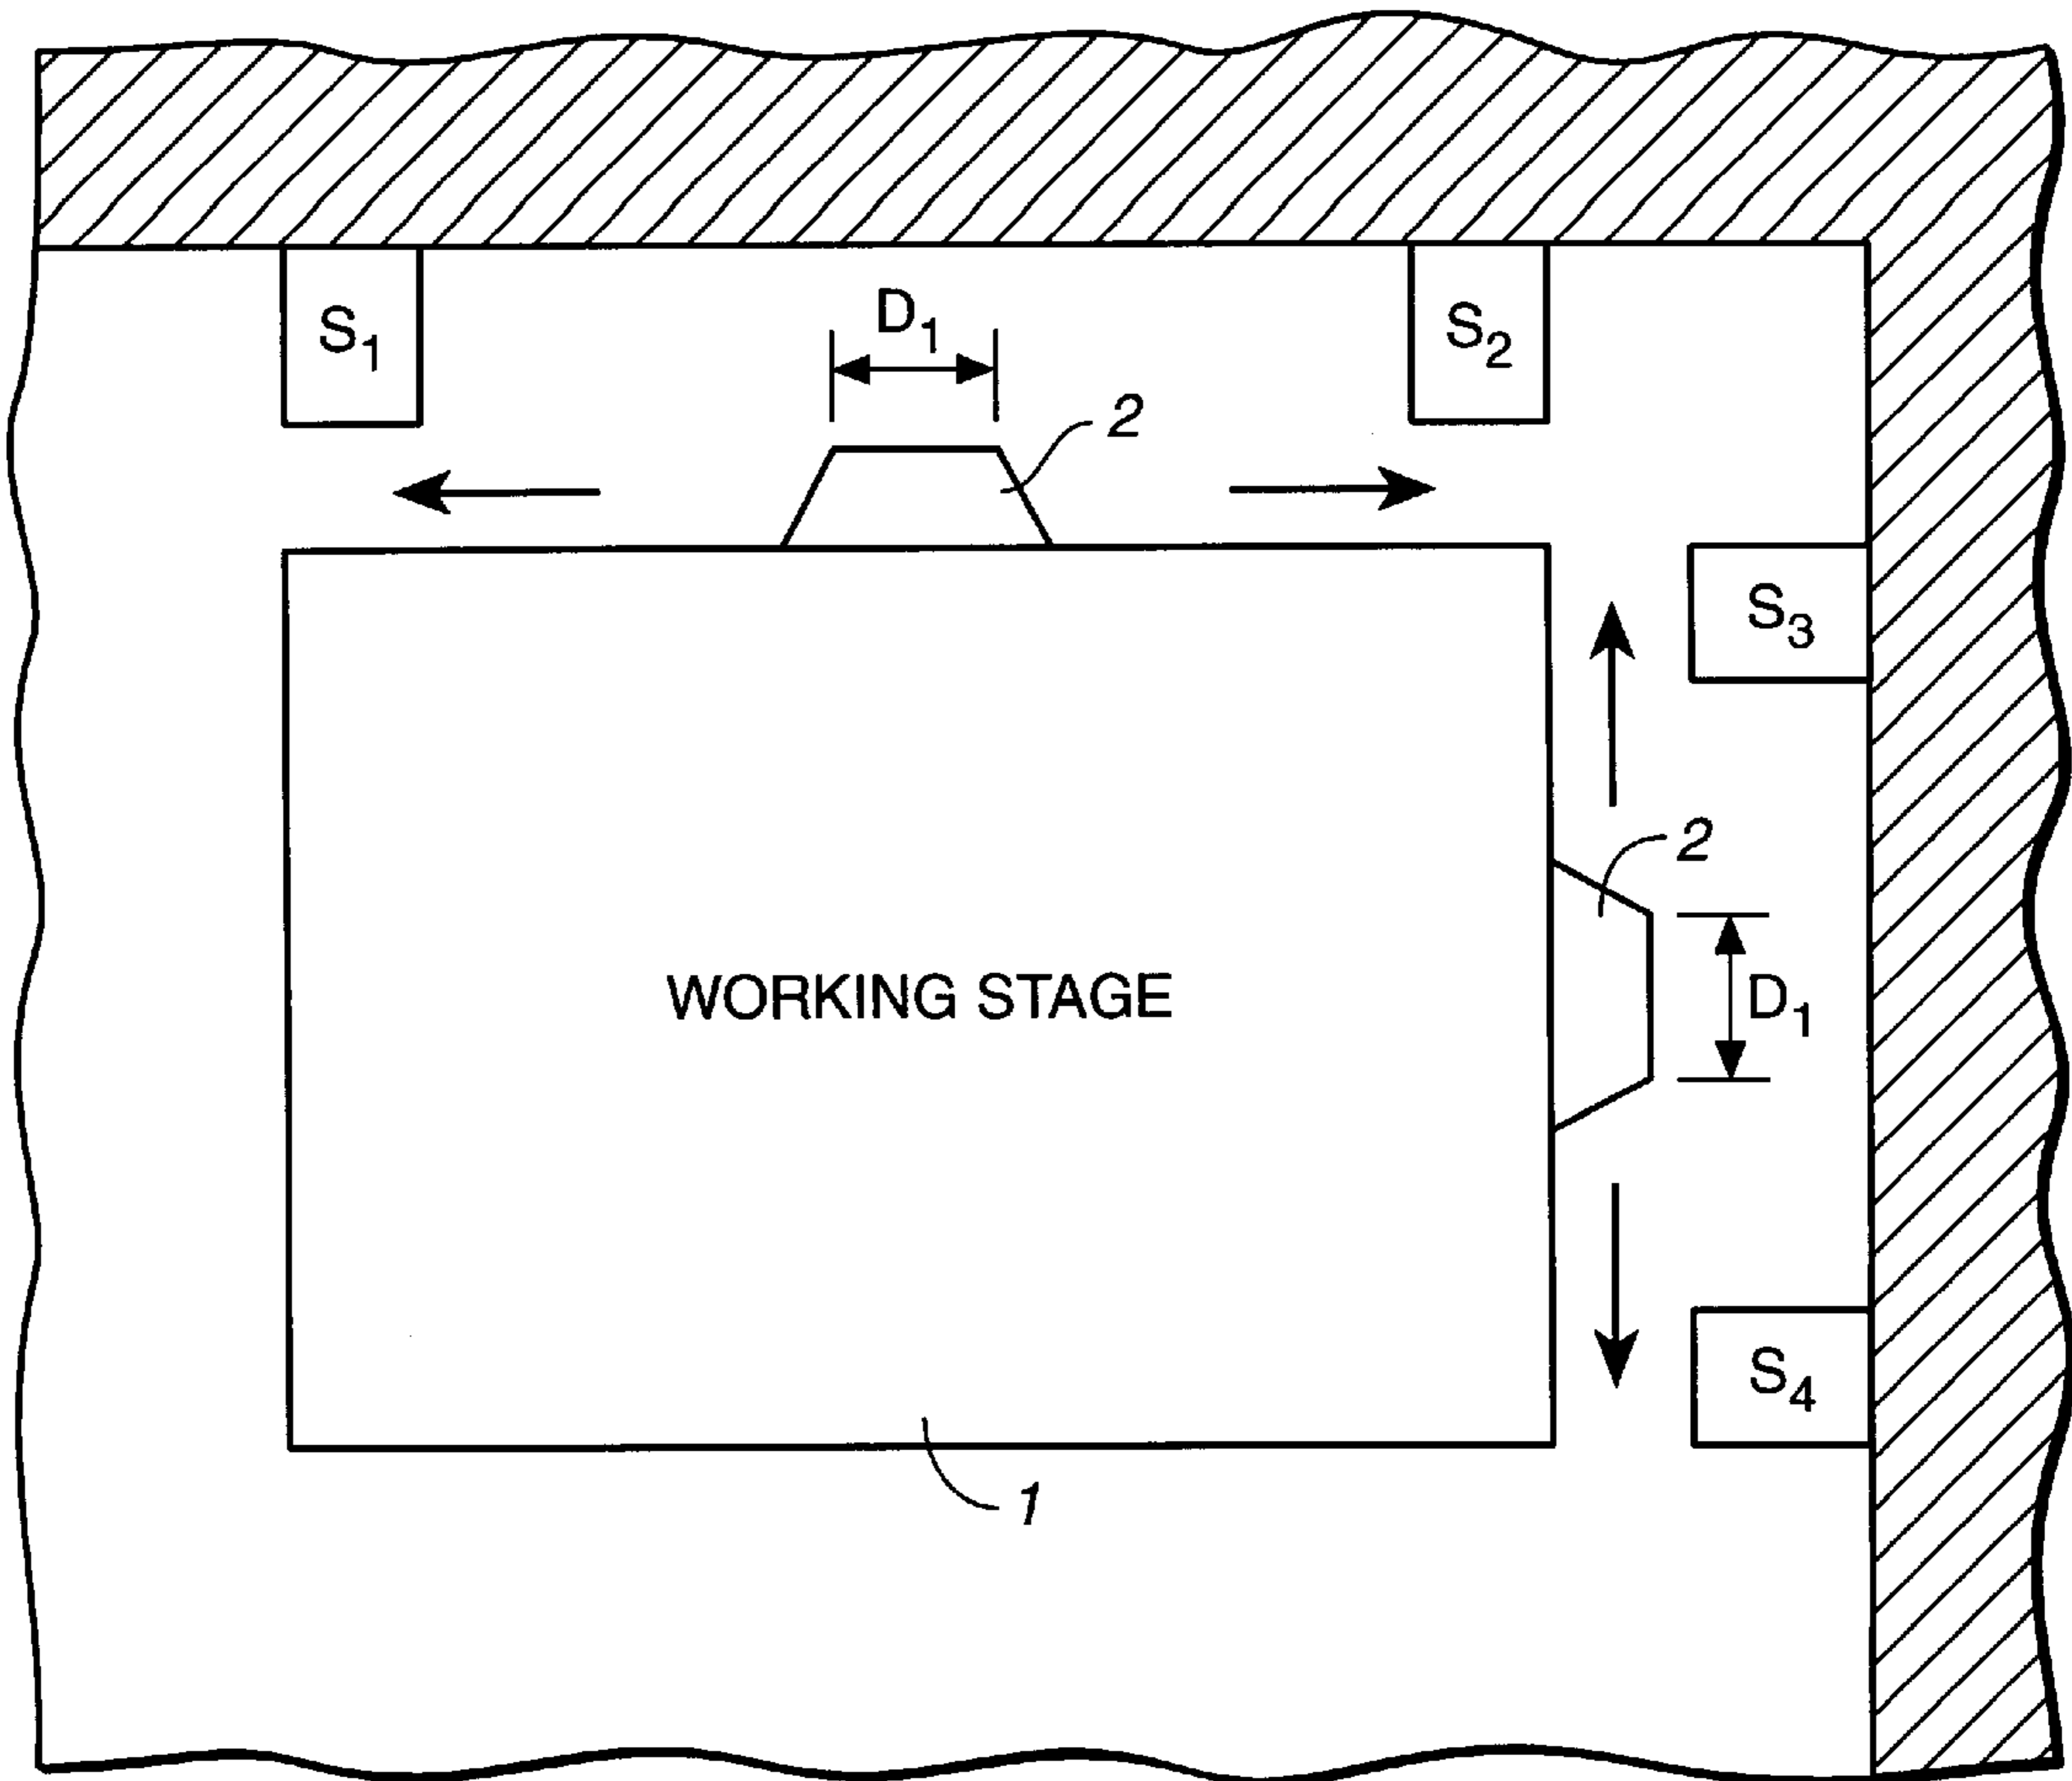 D₁
S₁
S₂
2
S₃
2
WORKING STAGE
D₁
S₄
1